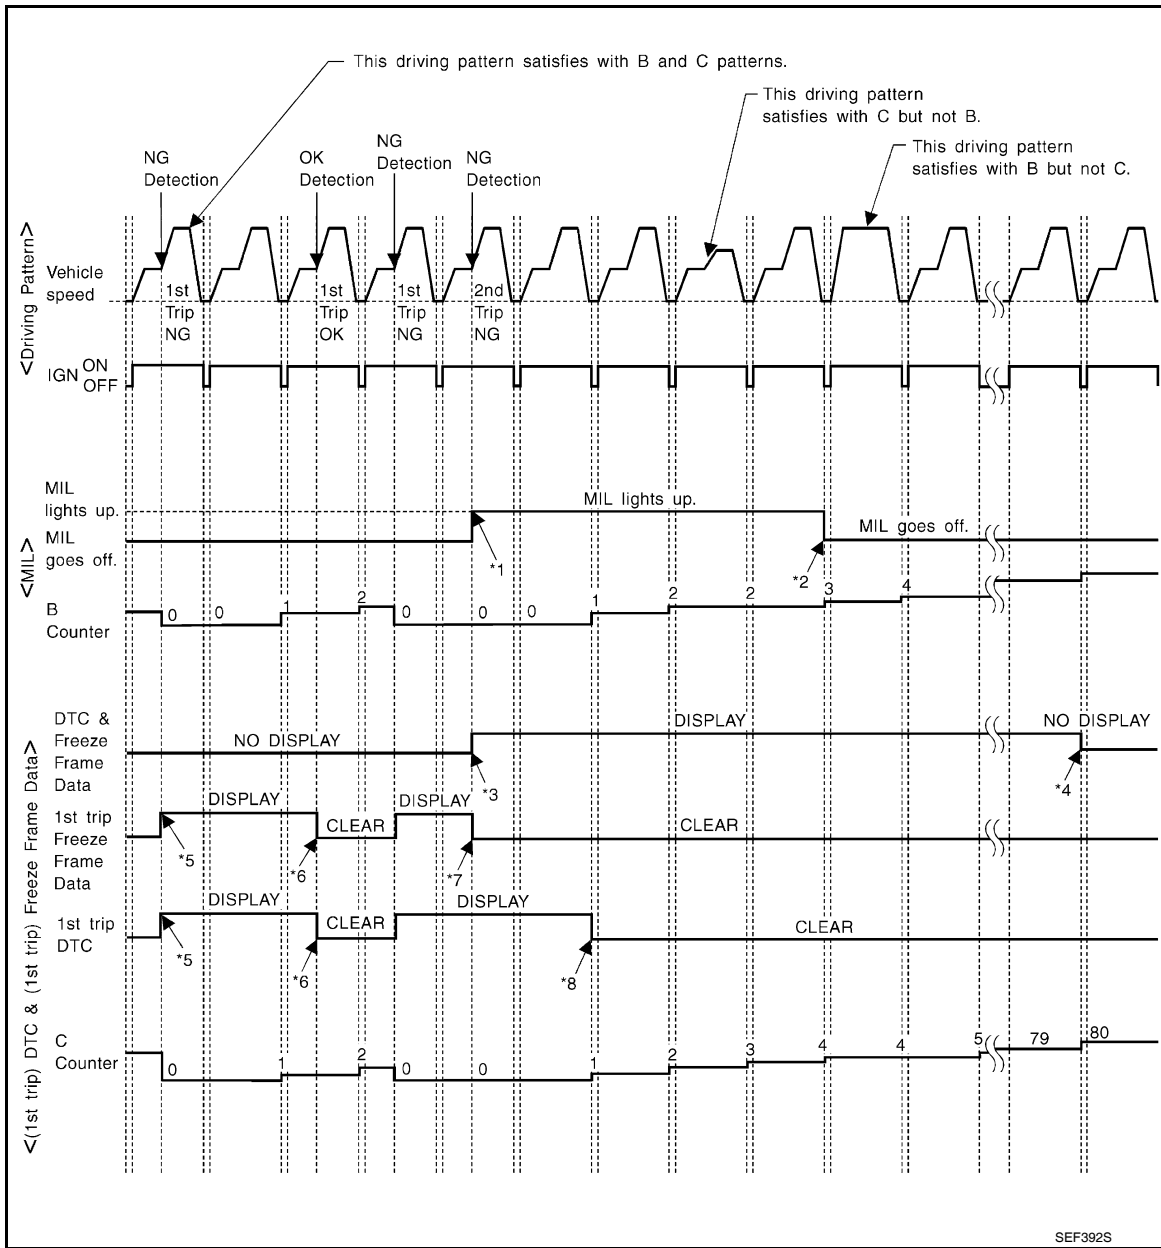 This driving pattern satisfies with B and C patterns.
This driving pattern
satisfies with C but not B.
This driving pattern
satisfies with B but not C.
NG
Detection
OK
Detection
NG
Detection
NG
Detection
<Driving Pattern>
Vehicle
speed
1st
Trip
NG
1st
Trip
OK
1st
Trip
NG
2nd
Trip
NG
IGN ON
OFF
<MIL>
MIL
lights up.
MIL
goes off.
MIL lights up.
MIL goes off.
*1
*2
B
Counter
0 0 1 2 0 0 0 1 2 2 3 4
<(1st trip) DTC & (1st trip) Freeze Frame Data>
DTC &
Freeze
Frame
Data
NO DISPLAY
DISPLAY
NO DISPLAY
*3
*4
1st trip
Freeze
Frame
Data
DISPLAY
CLEAR
DISPLAY
CLEAR
*5
*6
*7
1st trip
DTC
DISPLAY
CLEAR
DISPLAY
CLEAR
*5
*6
*8
C
Counter
0 1 2 0 0 1 2 3 4 4 5 79 80
SEF392S